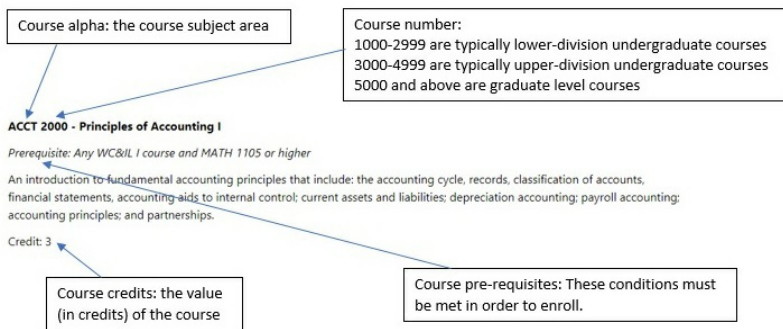 Course alpha: the course subject area
Course number:
1000-2999 are typically lower-division undergraduate courses
3000-4999 are typically upper-division undergraduate courses
5000 and above are graduate level courses
ACCT 2000 - Principles of Accounting I
Prerequisite: Any WC&IL I course and MATH 1105 or higher
An introduction to fundamental accounting principles that include: the accounting cycle, records, classification of accounts,
financial statements, accounting aids to internal control; current assets and liabilities; depreciation accounting; payroll accounting;
accounting principles; and partnerships.
Credit: 3
Course credits: the value
(in credits) of the course
Course pre-requisites: These conditions must
be met in order to enroll.